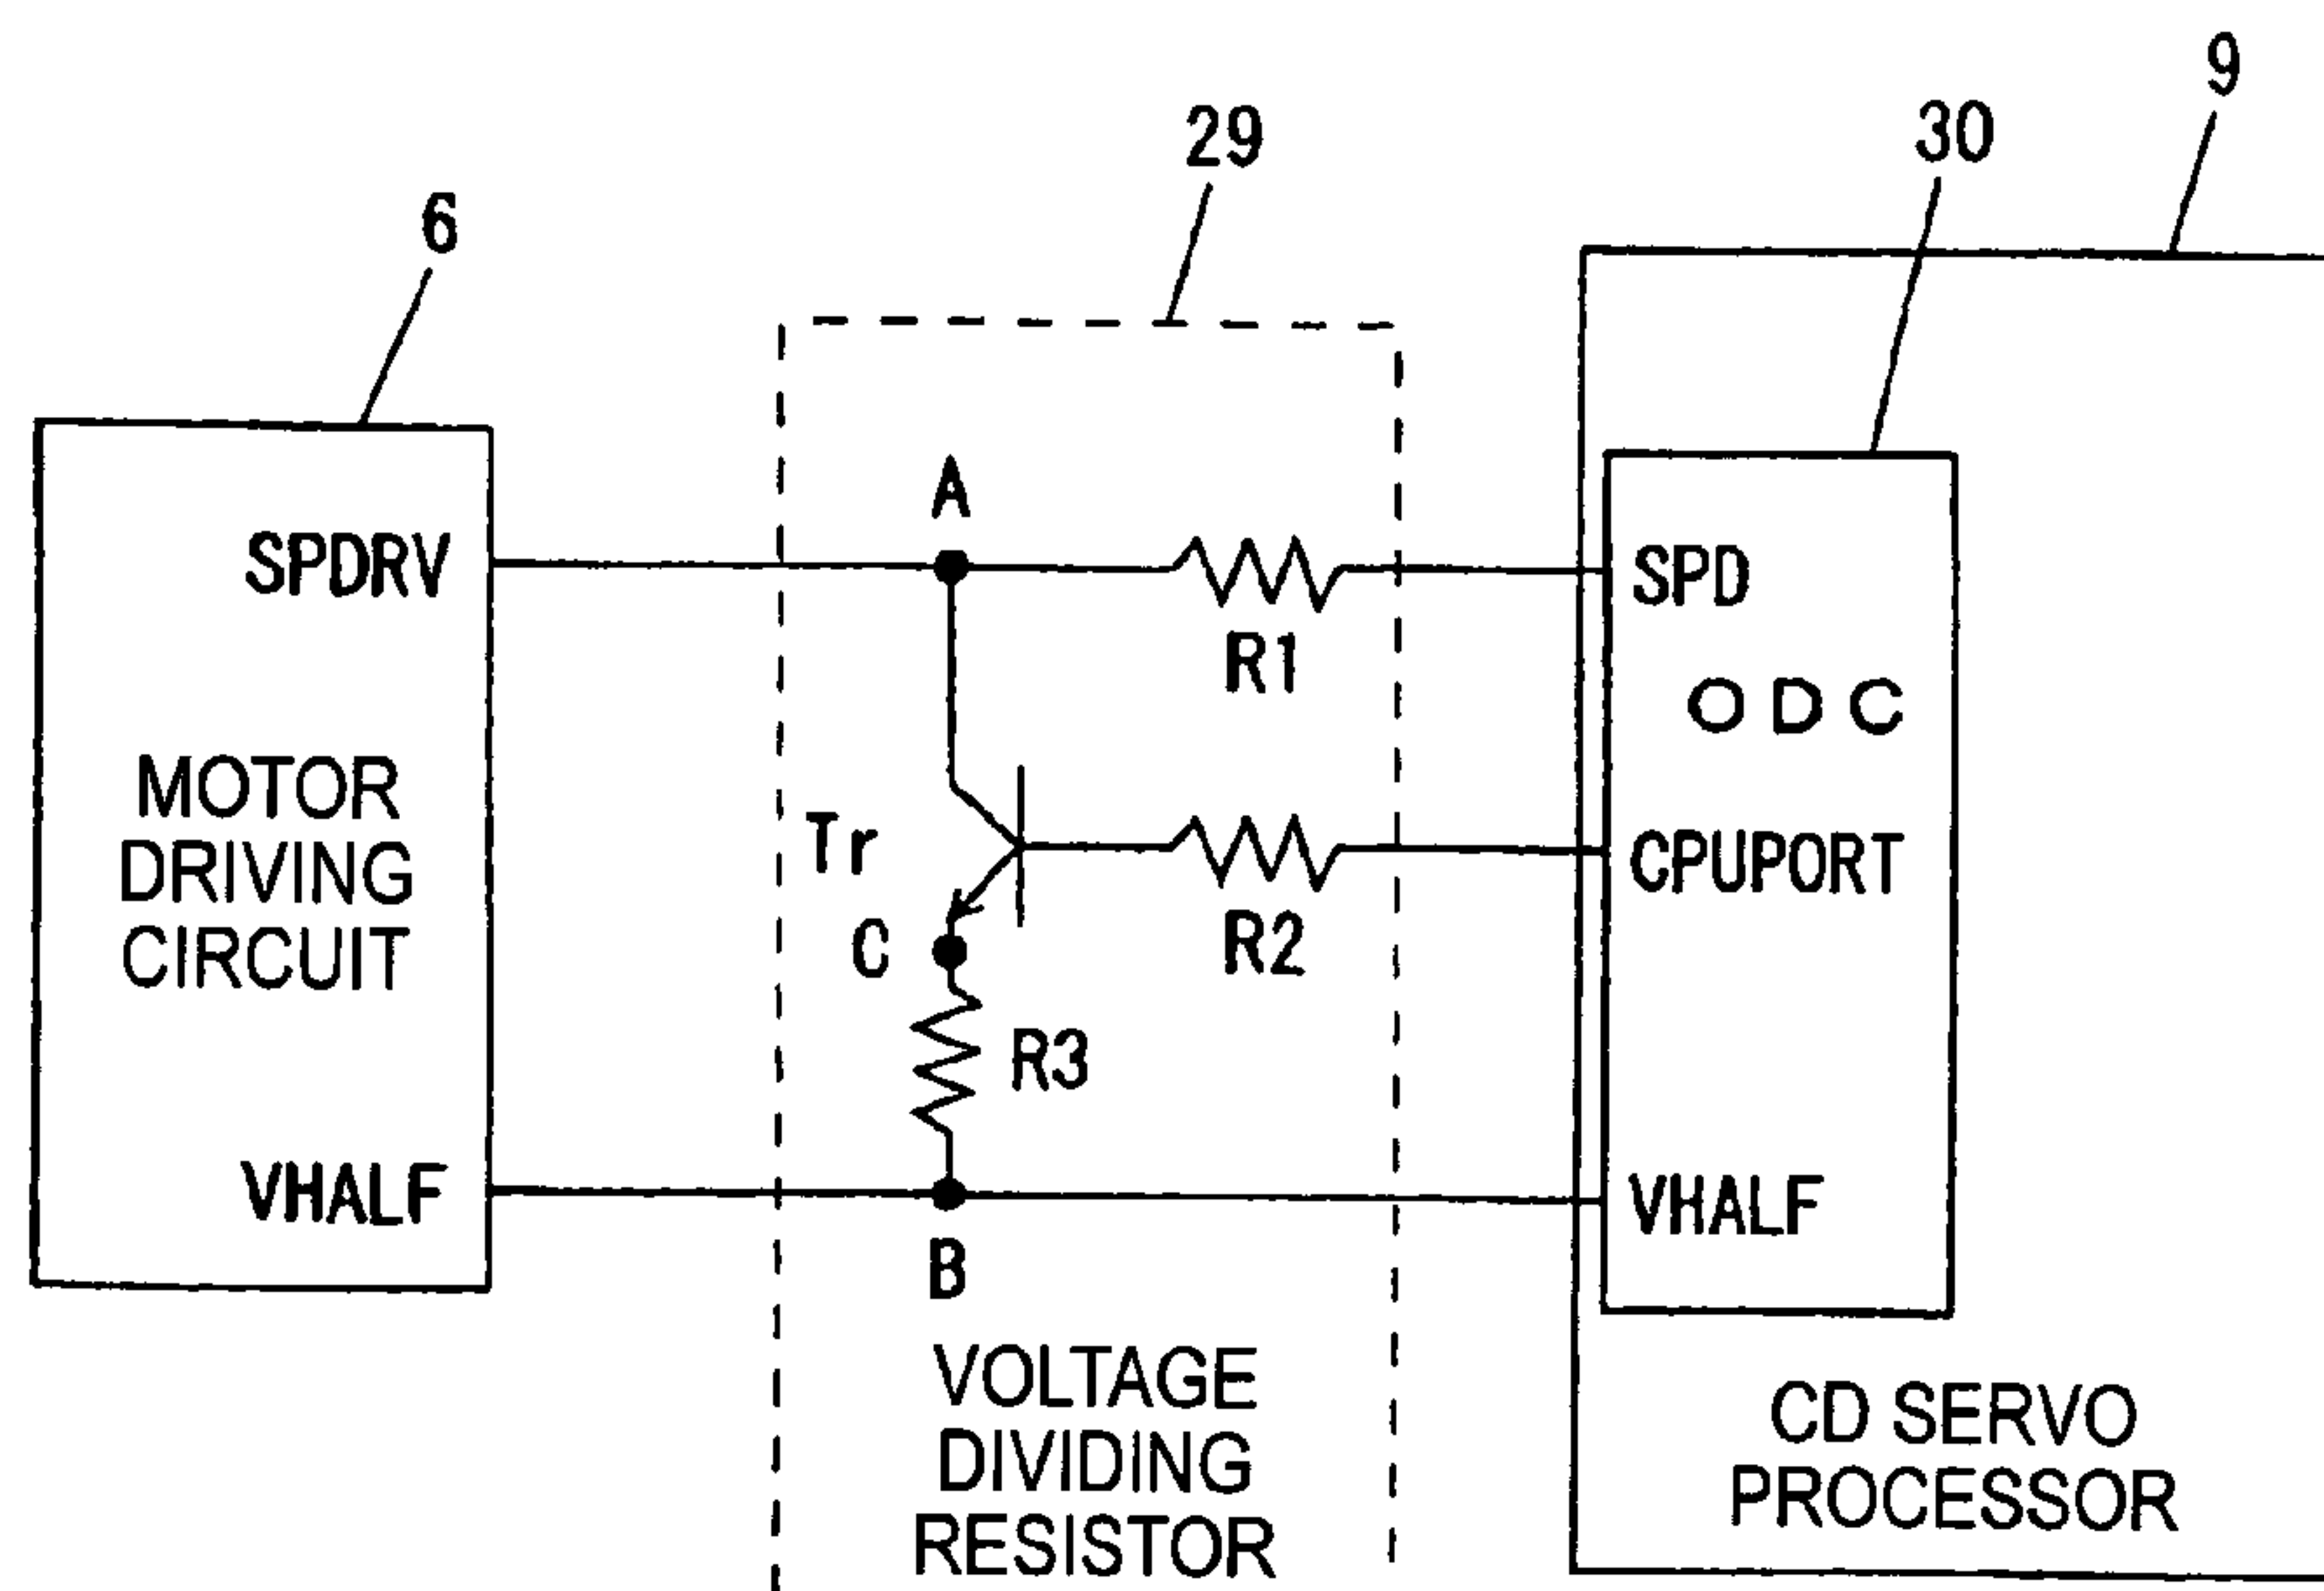 9
30
29
6
A
SPDRV
SPD
R1
ODC
MOTOR
DRIVING
CIRCUIT
Tr
CPUPORT
C
R2
R3
VHALF
VHALF
B
VOLTAGE
DIVIDING
RESISTOR
CD SERVO
PROCESSOR